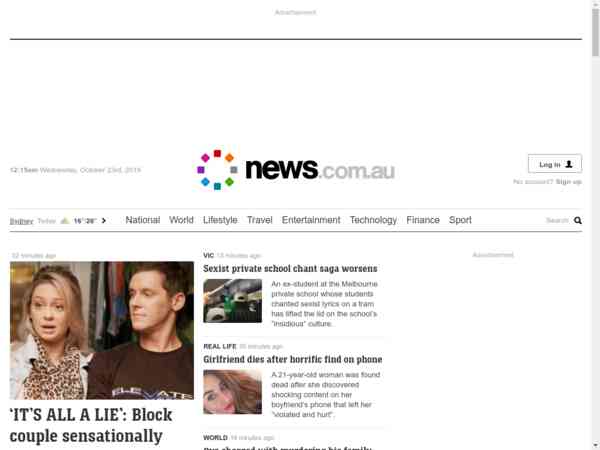 Advertisement
12:15am Wednesday, October 23rd, 2019
news.com.au
Log in
No account? Sign up
Sydney Today 16°/26° National World Lifestyle Travel Entertainment Technology Finance Sport Search
32 minutes ago
'IT'S ALL A LIE': Block
couple sensationally
VIC 13 minutes ago
Sexist private school chant saga worsens
An ex-student at the Melbourne
private school whose students
chanted sexist lyrics on a tram
has lifted the lid on the school's
"insidious" culture.
REAL LIFE 35 minutes ago
Girlfriend dies after horrific find on phone
A 21-year-old woman was found
dead after she discovered
shocking content on her
boyfriend's phone that left her
"violated and hurt".
WORLD 16 minutes ago
Advertisement